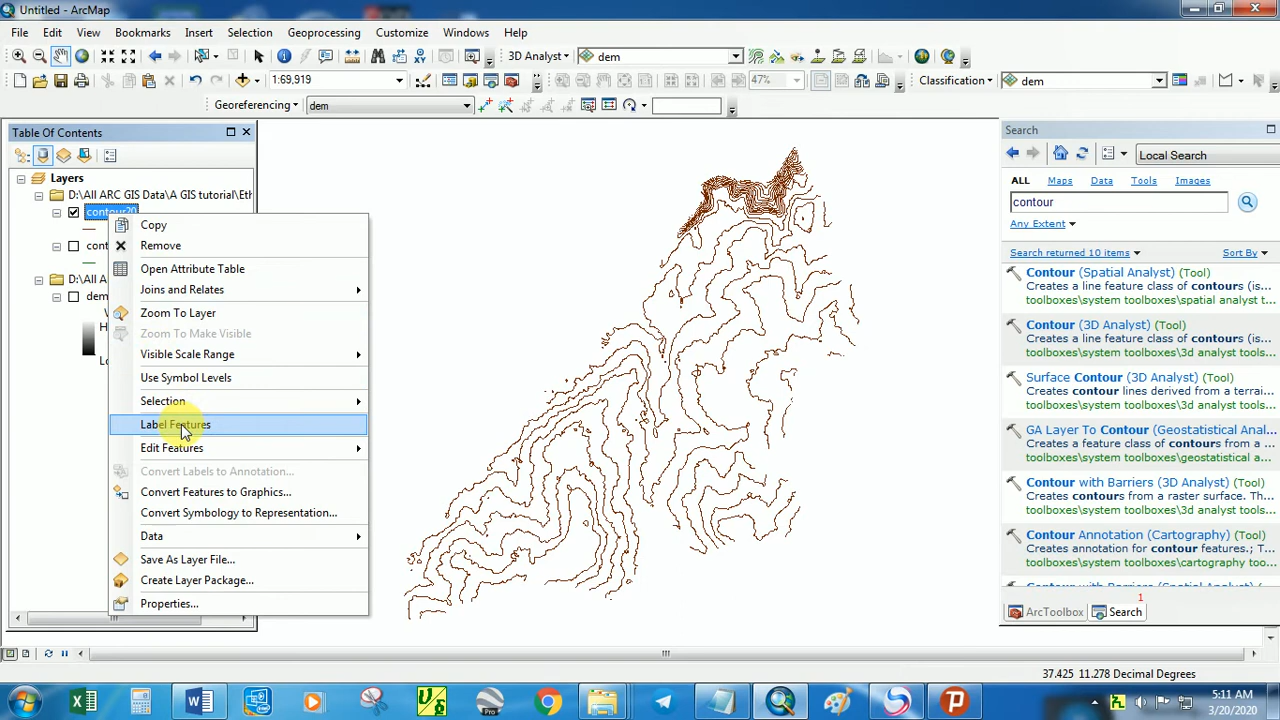 Untitled - ArcMap
File Edit View Bookmarks Insert Selection Geoprocessing Customize Windows Help
3D Analyst dem
1:69,919 47% Classification dem
Georeferencing dem
Table Of Contents
Layers
D:\All ARC GIS Data\A GIS tutorial\Eth
contour20
Copy
Remove
Open Attribute Table
Joins and Relates
Zoom To Layer
Zoom To Make Visible
Visible Scale Range
Use Symbol Levels
Selection
Label Features
Edit Features
Convert Labels to Annotation...
Convert Features to Graphics...
Convert Symbology to Representation...
Data
Save As Layer File...
Create Layer Package...
Properties...
cont
D:\All A
dem
Search
Local Search
ALL Maps Data Tools Images
contour
Any Extent
Search returned 10 items Sort By
Contour (Spatial Analyst) (Tool)
Creates a line feature class of contours (is...
toolboxes\system toolboxes\spatial analyst t...
Contour (3D Analyst) (Tool)
Creates a line feature class of contours (is...
toolboxes\system toolboxes\3d analyst tools...
Surface Contour (3D Analyst) (Tool)
Creates contour lines derived from a terrai...
toolboxes\system toolboxes\3d analyst tools...
GA Layer To Contour (Geostatistical Anal...
Creates a feature class of contours from a ...
toolboxes\system toolboxes\geostatistical a...
Contour with Barriers (3D Analyst) (Tool)
Creates contours from a raster surface. Th...
toolboxes\system toolboxes\3d analyst tools...
Contour Annotation (Cartography) (Tool)
Creates annotation for contour features.; T...
toolboxes\system toolboxes\cartography tool...
1
ArcToolbox Search
37.425 11.278 Decimal Degrees
Pro
5:11 AM
3/20/2020